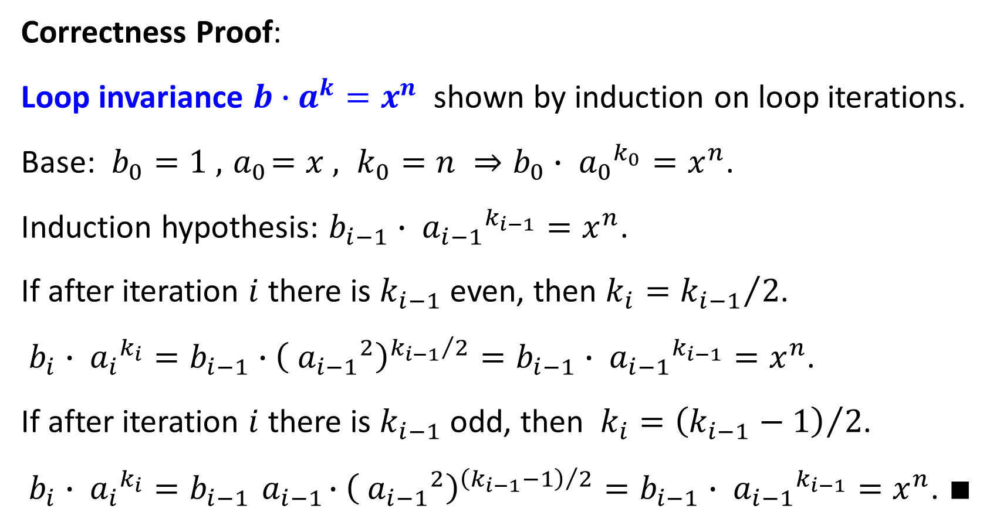 Correctness Proof:
Loop invariance $b \cdot a^k = x^n$ shown by induction on loop iterations.
Base: $b_0 = 1$ , $a_0 = x$ , $k_0 = n$ ⇒ $b_0 \cdot {a_0}^{k_0} = x^n$.
Induction hypothesis: $b_{i-1} \cdot {a_{i-1}}^{k_{i-1}} = x^n$.
If after iteration $i$ there is $k_{i-1}$ even, then $k_i = k_{i-1}/2$.
$b_i \cdot {a_i}^{k_i} = b_{i-1} \cdot ({a_{i-1}}^2)^{k_{i-1}/2} = b_{i-1} \cdot {a_{i-1}}^{k_{i-1}} = x^n$.
If after iteration $i$ there is $k_{i-1}$ odd, then $k_i = (k_{i-1} - 1)/2$.
$b_i \cdot {a_i}^{k_i} = b_{i-1} \, a_{i-1} \cdot ({a_{i-1}}^2)^{(k_{i-1}-1)/2} = b_{i-1} \cdot {a_{i-1}}^{k_{i-1}} = x^n$. ■